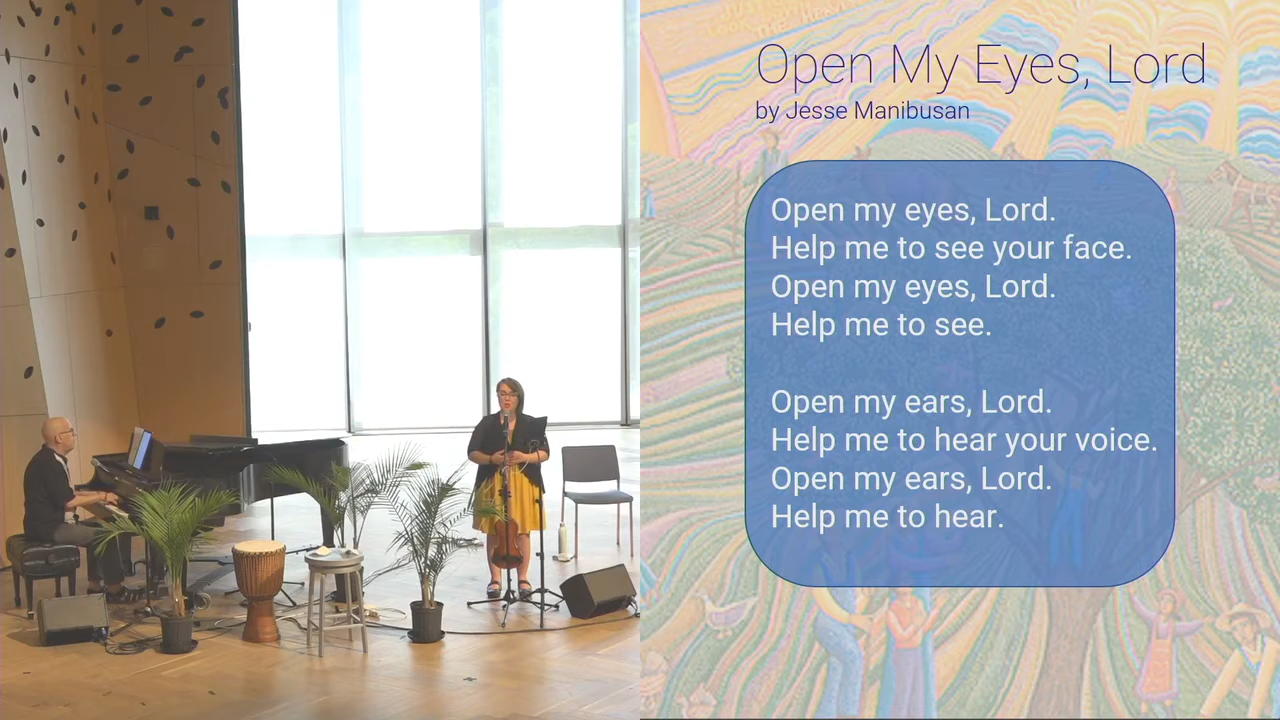 Open My Eyes, Lord
by Jesse Manibusan
Open my eyes, Lord.
Help me to see your face.
Open my eyes, Lord.
Help me to see.
Open my ears, Lord.
Help me to hear your voice.
Open my ears, Lord.
Help me to hear.